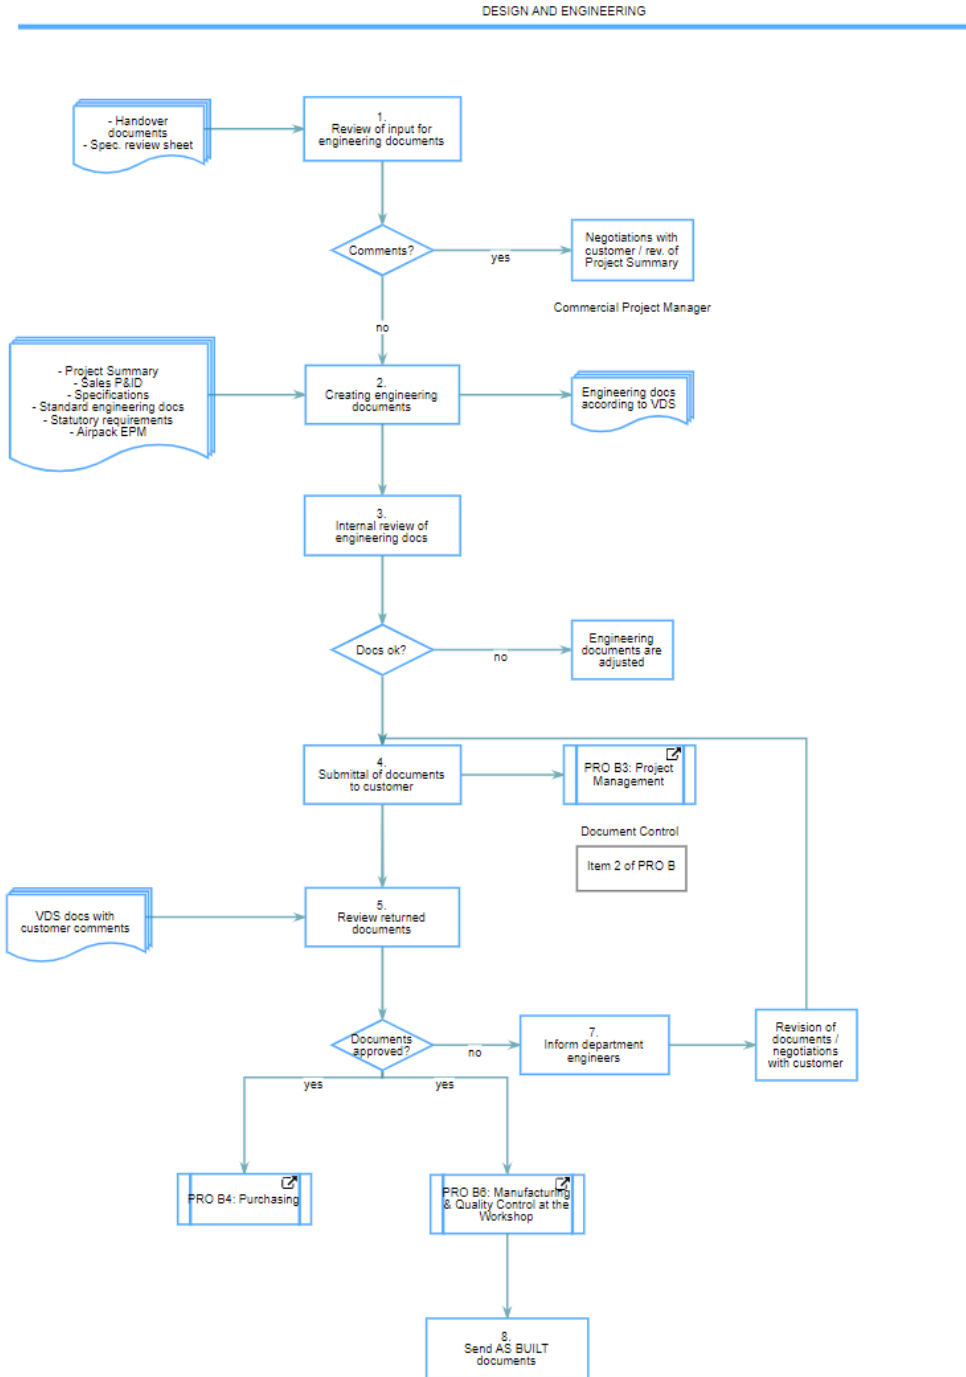 DESIGN AND ENGINEERING
- Handover
documents
- Spec. review sheet
1.
Review of input for
engineering documents
Comments?
yes
Negotiations with
customer / rev. of
Project Summary
Commercial Project Manager
no
- Project Summary
- Sales P&ID
- Specifications
- Standard engineering docs
- Statutory requirements
- Airpack EPM
2.
Creating engineering
documents
Engineering docs
according to VDS
3.
Internal review of
engineering docs
Docs ok?
no
Engineering
documents are
adjusted
4.
Submittal of documents
to customer
PRO B3: Project
Management
Document Control
Item 2 of PRO B
VDS docs with
customer comments
5.
Review returned
documents
Documents
approved?
no
7.
Inform department
engineers
Revision of
documents /
negotiations
with customer
yes
yes
PRO B4: Purchasing
PRO B6: Manufacturing
& Quality Control at the
Workshop
8.
Send AS BUILT
documents